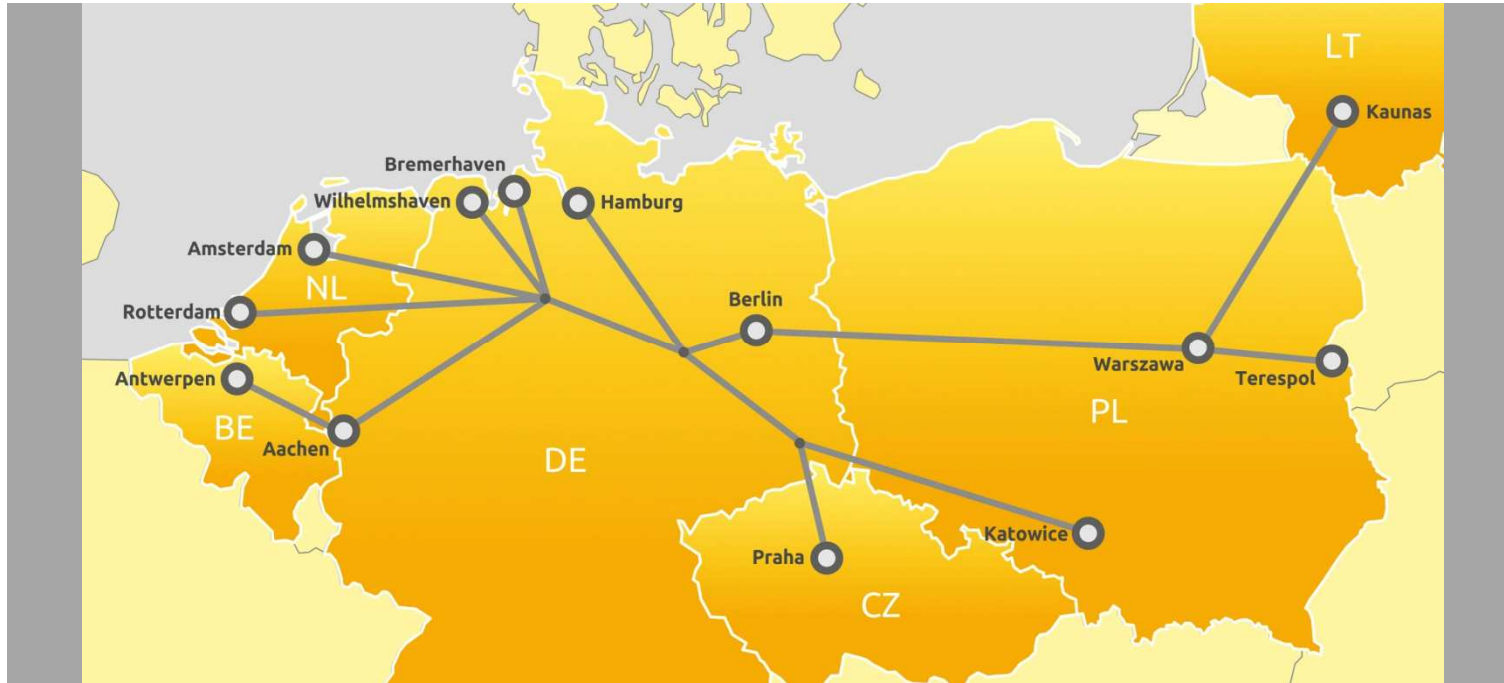 LT
Kaunas
Bremerhaven
Wilhelmshaven
Hamburg
Amsterdam
NL
Rotterdam
Berlin
Antwerpen
Warszawa
Terespol
BE
Aachen
DE
PL
Praha
Katowice
CZ